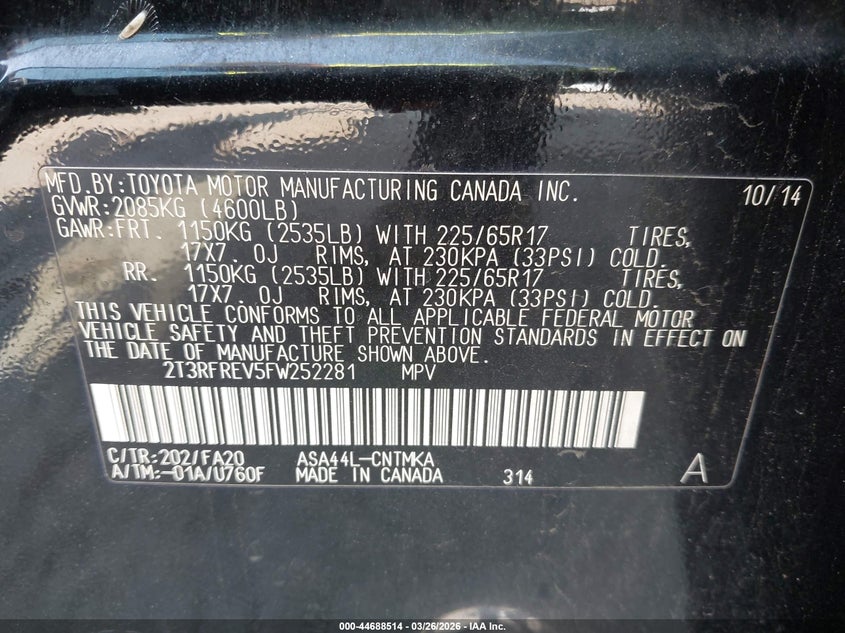 MFD.BY:TOYOTA MOTOR MANUFACTURING CANADA INC. 10/14
GVWR:2085KG (4600LB)
GAWR:FRT. 1150KG (2535LB) WITH 225/65R17 TIRES,
17X7.0J RIMS, AT 230KPA (33PSI) COLD.
RR. 1150KG (2535LB) WITH 225/65R17 TIRES,
17X7.0J RIMS, AT 230KPA (33PSI) COLD.
THIS VEHICLE CONFORMS TO ALL APPLICABLE FEDERAL MOTOR
VEHICLE SAFETY AND THEFT PREVENTION STANDARDS IN EFFECT ON
THE DATE OF MANUFACTURE SHOWN ABOVE.
2T3RFREV5FW252281 MPV
C/TR:202/FA20 ASA44L-CNTMKA
A/TM:-01A/U760F MADE IN CANADA 314 A
000-44688514 - 03/26/2026 - IAA Inc.